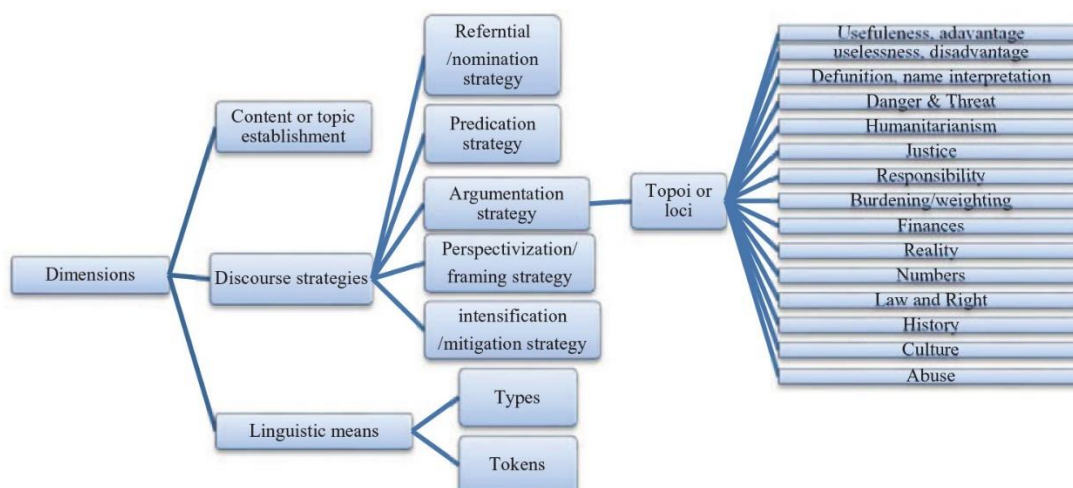 Dimensions
Content or topic
establishment
Discourse strategies
Linguistic means
Referntial
/nomination
strategy
Predication
strategy
Argumentation
strategy
Perspectivization/
framing strategy
intensification
/mitigation strategy
Types
Tokens
Topoi or
loci
Usefuleness, adavantage
uselessness, disadvantage
Defunition, name interpretation
Danger & Threat
Humanitarianism
Justice
Responsibility
Burdening/weighting
Finances
Reality
Numbers
Law and Right
History
Culture
Abuse